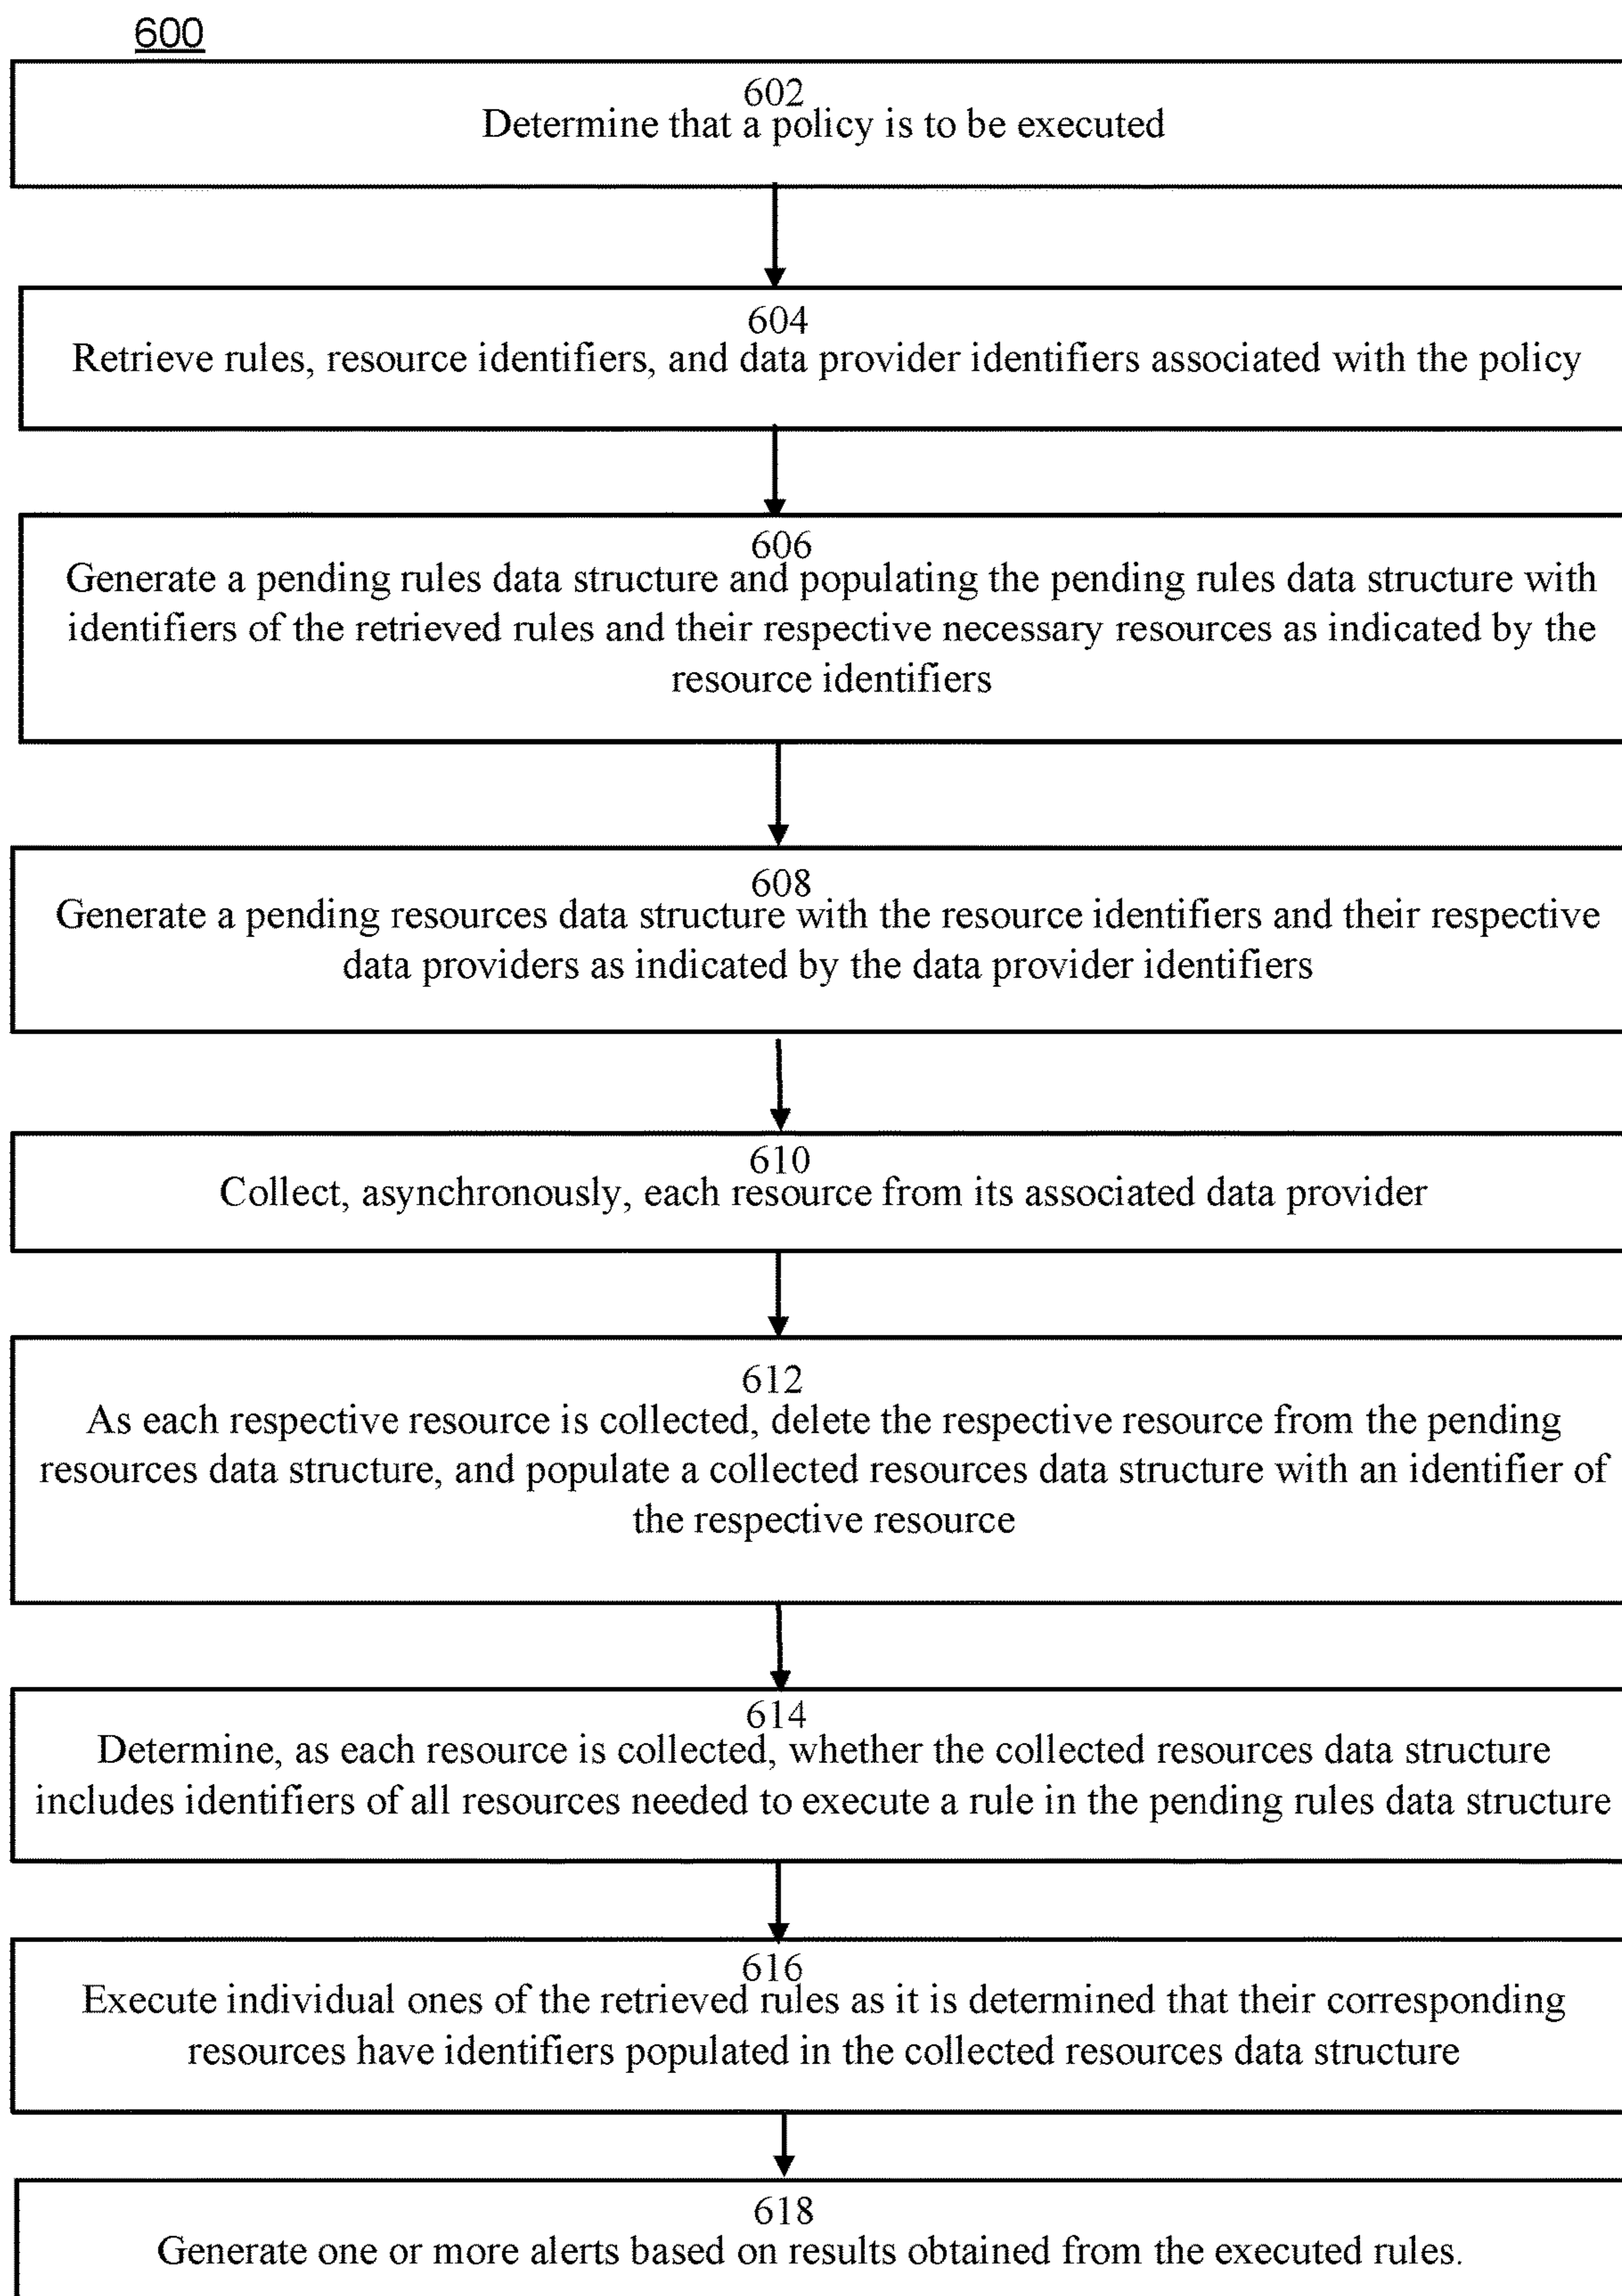 600
602
Determine that a policy is to be executed
604
Retrieve rules, resource identifiers, and data provider identifiers associated with the policy
606
Generate a pending rules data structure and populating the pending rules data structure with
identifiers of the retrieved rules and their respective necessary resources as indicated by the
resource identifiers
608
Generate a pending resources data structure with the resource identifiers and their respective
data providers as indicated by the data provider identifiers
610
Collect, asynchronously, each resource from its associated data provider
612
As each respective resource is collected, delete the respective resource from the pending
resources data structure, and populate a collected resources data structure with an identifier of
the respective resource
614
Determine, as each resource is collected, whether the collected resources data structure
includes identifiers of all resources needed to execute a rule in the pending rules data structure
616
Execute individual ones of the retrieved rules as it is determined that their corresponding
resources have identifiers populated in the collected resources data structure
618
Generate one or more alerts based on results obtained from the executed rules.